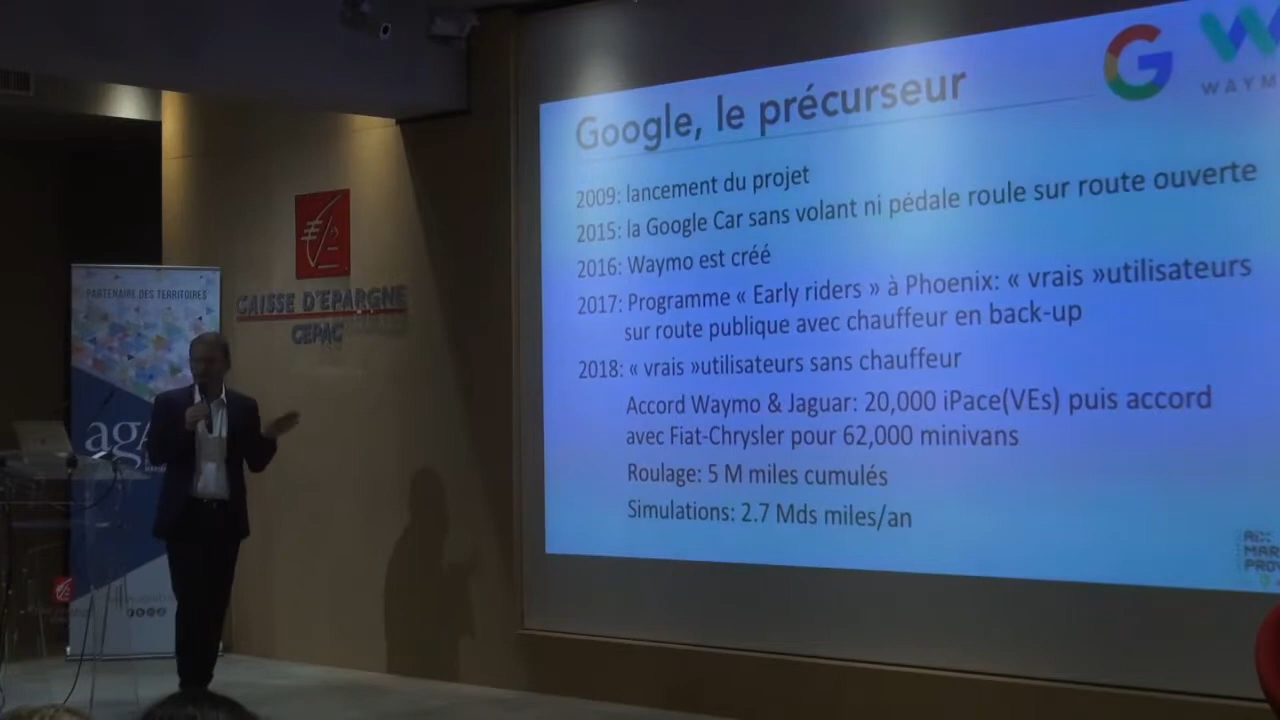 Google, le précurseur
G
WAYM
2009: lancement du projet
2015: la Google Car sans volant ni pédale roule sur route ouverte
2016: Waymo est créé
2017: Programme « Early riders » à Phoenix: « vrais »utilisateurs
sur route publique avec chauffeur en back-up
2018: « vrais »utilisateurs sans chauffeur
Accord Waymo & Jaguar: 20,000 iPace(VEs) puis accord
avec Fiat-Chrysler pour 62,000 minivans
Roulage: 5 M miles cumulés
Simulations: 2.7 Mds miles/an
AIX
MAR
PROV
CAISSE D'EPARGNE
CEPAC
PARTENAIRE DES TERRITOIRES
ag